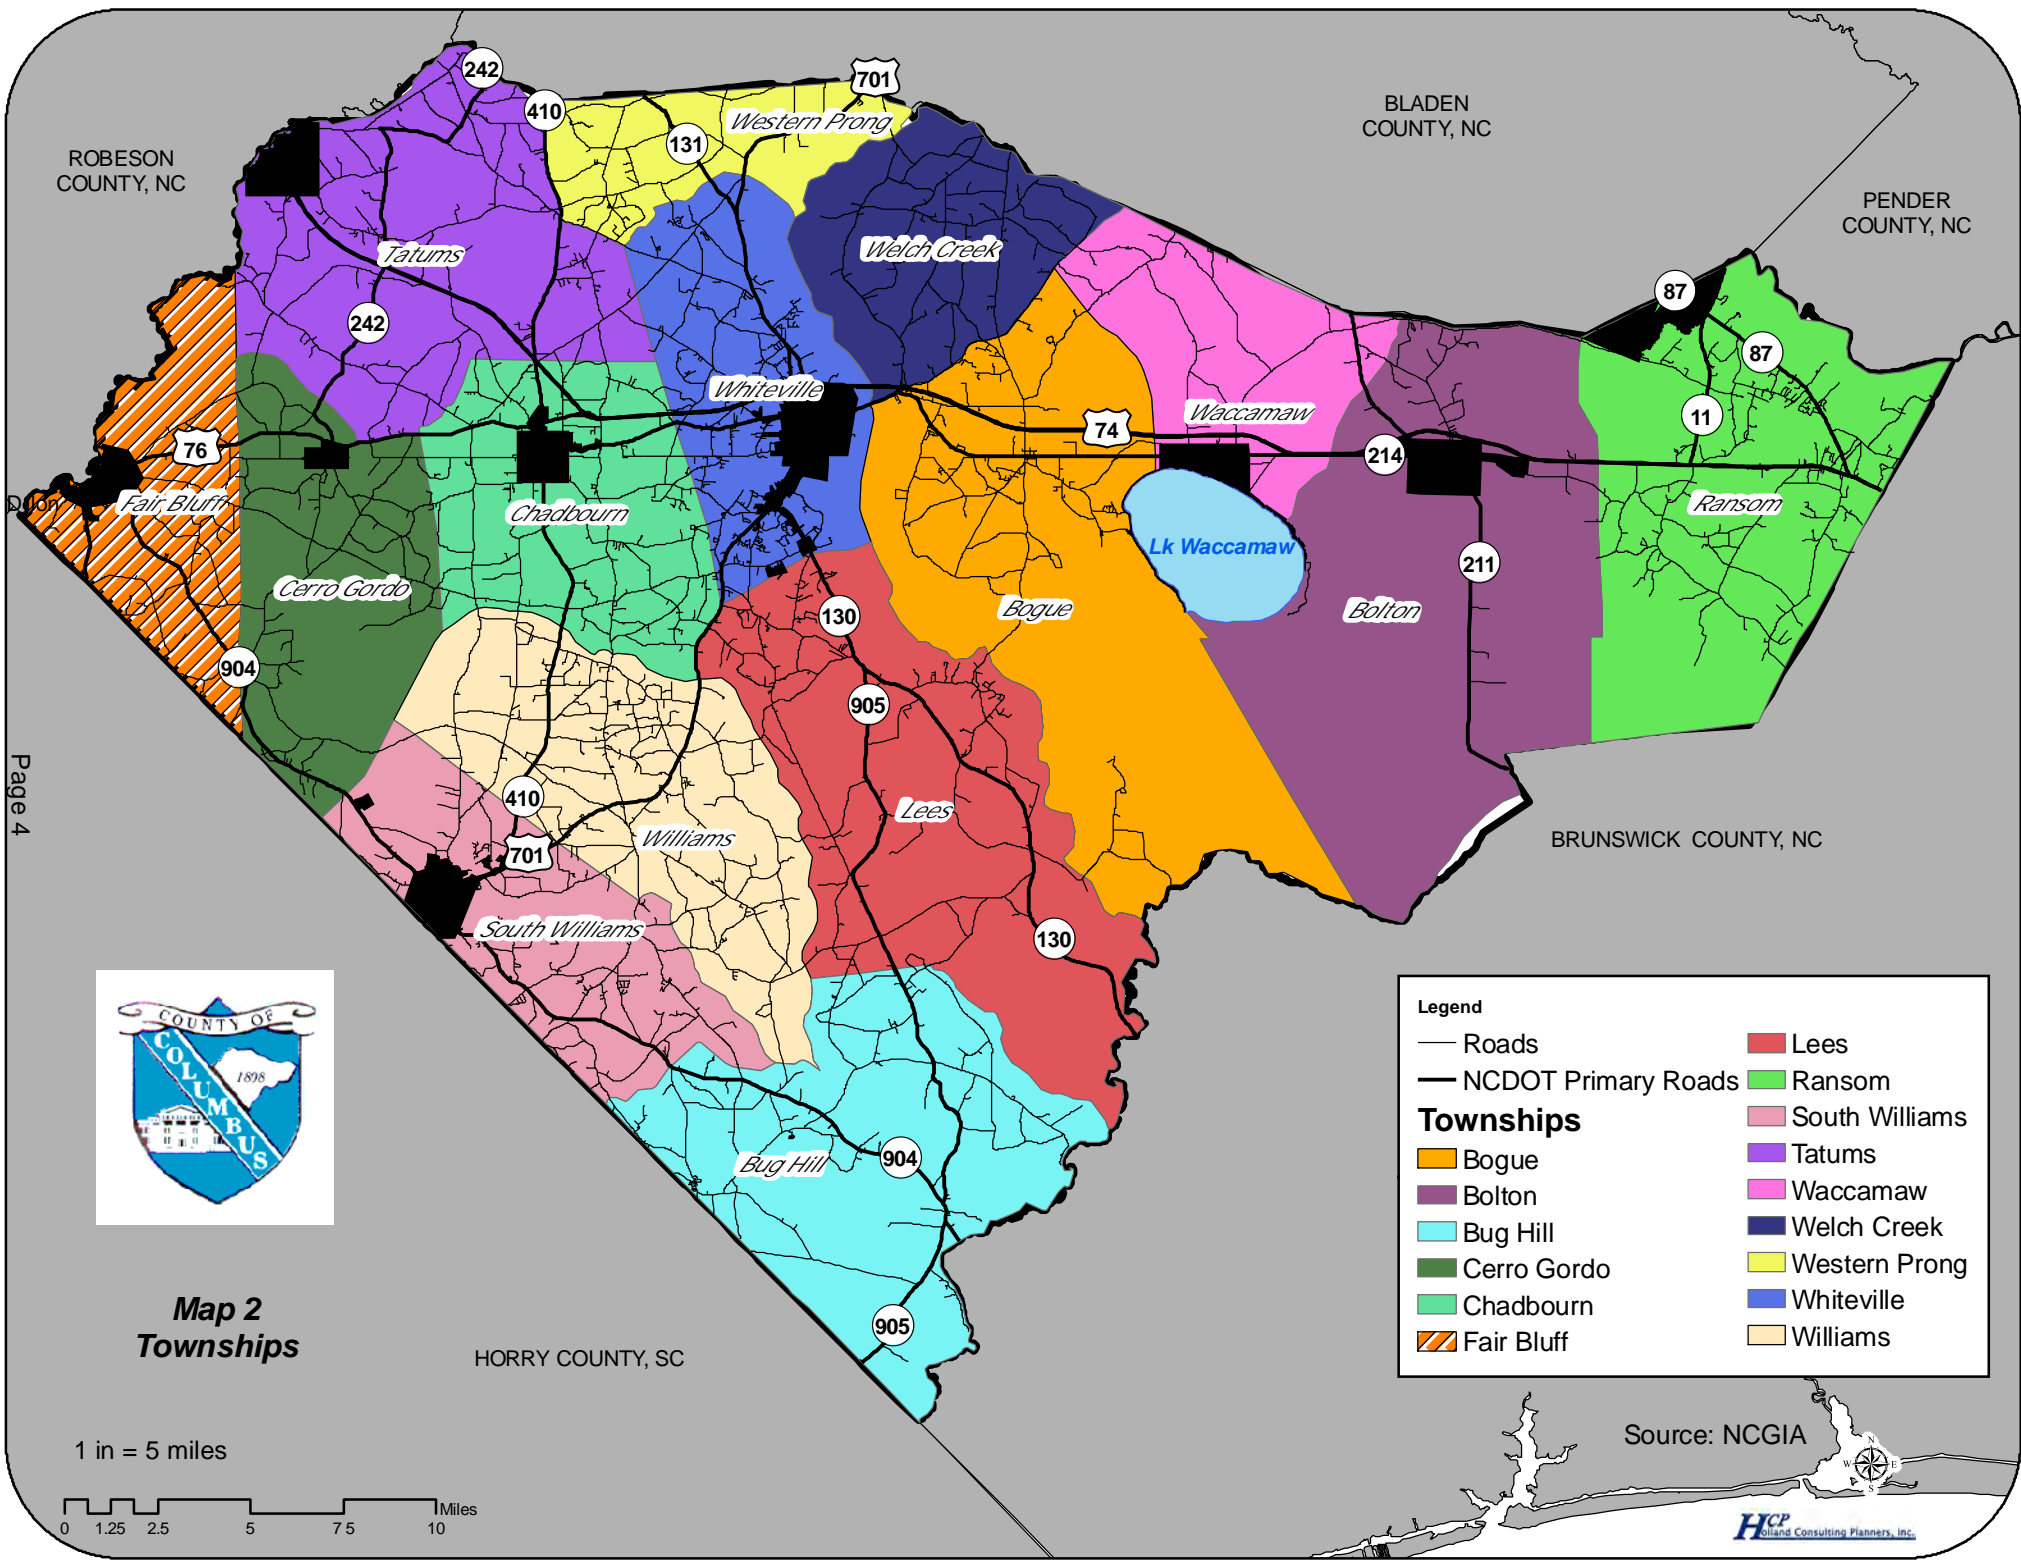 242
701
410
BLADEN
COUNTY, NC
Western Prong
131
ROBESON
COUNTY, NC
PENDER
COUNTY, NC
Tatums
Welch Creek
87
242
87
Whiteville
Waccamaw
11
74
76
214
Fair Bluff
Chadbourn
Ransom
Lk Waccamaw
211
Cerro Gordo
Bogue
Bolton
130
904
905
Page 4
410
Lees
Williams
701
BRUNSWICK COUNTY, NC
South Williams
130
COUNTY OF
COLUMBUS
1898
Legend
Roads
NCDOT Primary Roads
Townships
Bogue
Bolton
Bug Hill
Cerro Gordo
Chadbourn
Fair Bluff
Lees
Ransom
South Williams
Tatums
Waccamaw
Welch Creek
Western Prong
Whiteville
Williams
Bug Hill
904
905
Map 2
Townships
HORRY COUNTY, SC
1 in = 5 miles
0 1.25 2.5 5 7.5 10 Miles
Source: NCGIA
N
W E
S
HCP
Holland Consulting Planners, Inc.